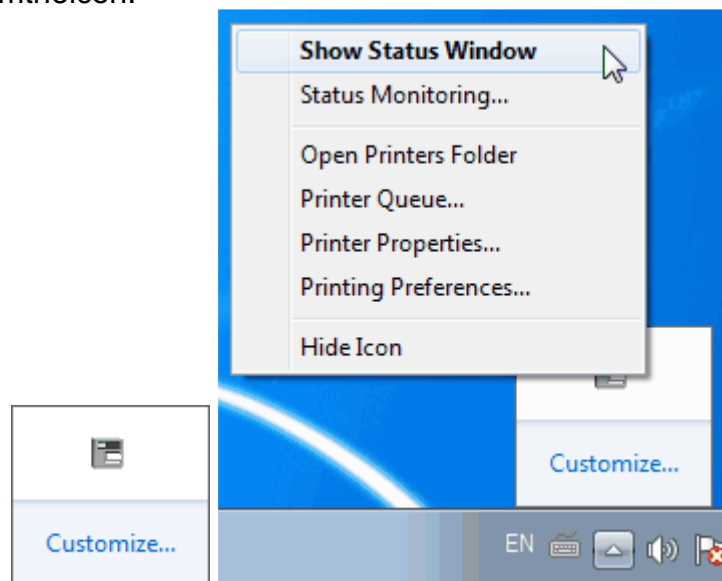 Show Status Window
Status Monitoring...
Open Printers Folder
Printer Queue...
Printer Properties...
Printing Preferences...
Hide Icon
Customize...
Customize...
EN